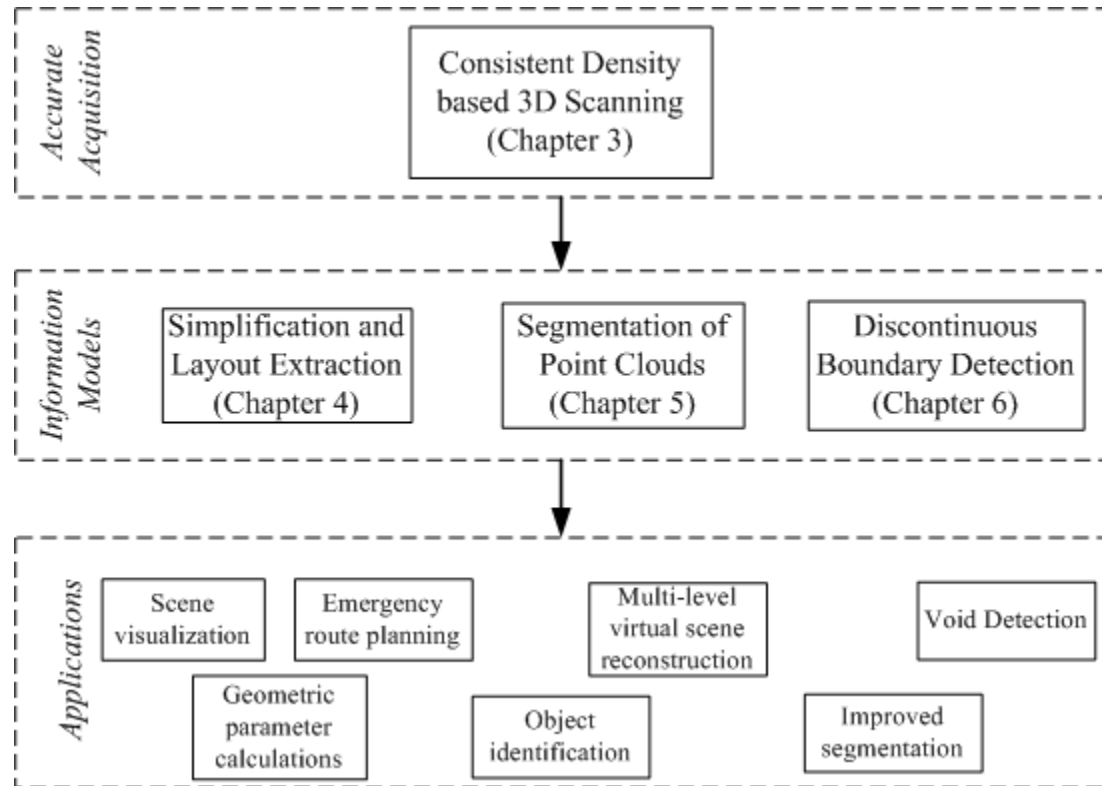 Accurate
Acquisition
Consistent Density
based 3D Scanning
(Chapter 3)
Information
Models
Simplification and
Layout Extraction
(Chapter 4)
Segmentation of
Point Clouds
(Chapter 5)
Discontinuous
Boundary Detection
(Chapter 6)
Applications
Scene
visualization
Emergency
route planning
Multi-level
virtual scene
reconstruction
Void Detection
Geometric
parameter
calculations
Object
identification
Improved
segmentation